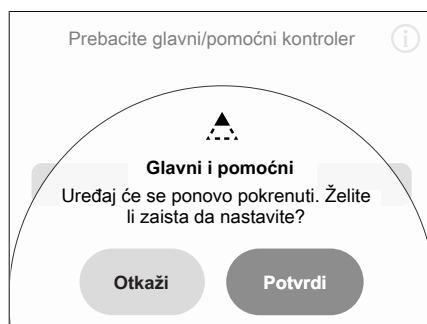 Prebacite glavni/pomoćni kontroler
Glavni i pomoćni
Uređaj će se ponovo pokrenuti. Želite
li zaista da nastavite?
Otkaži
Potvrdi